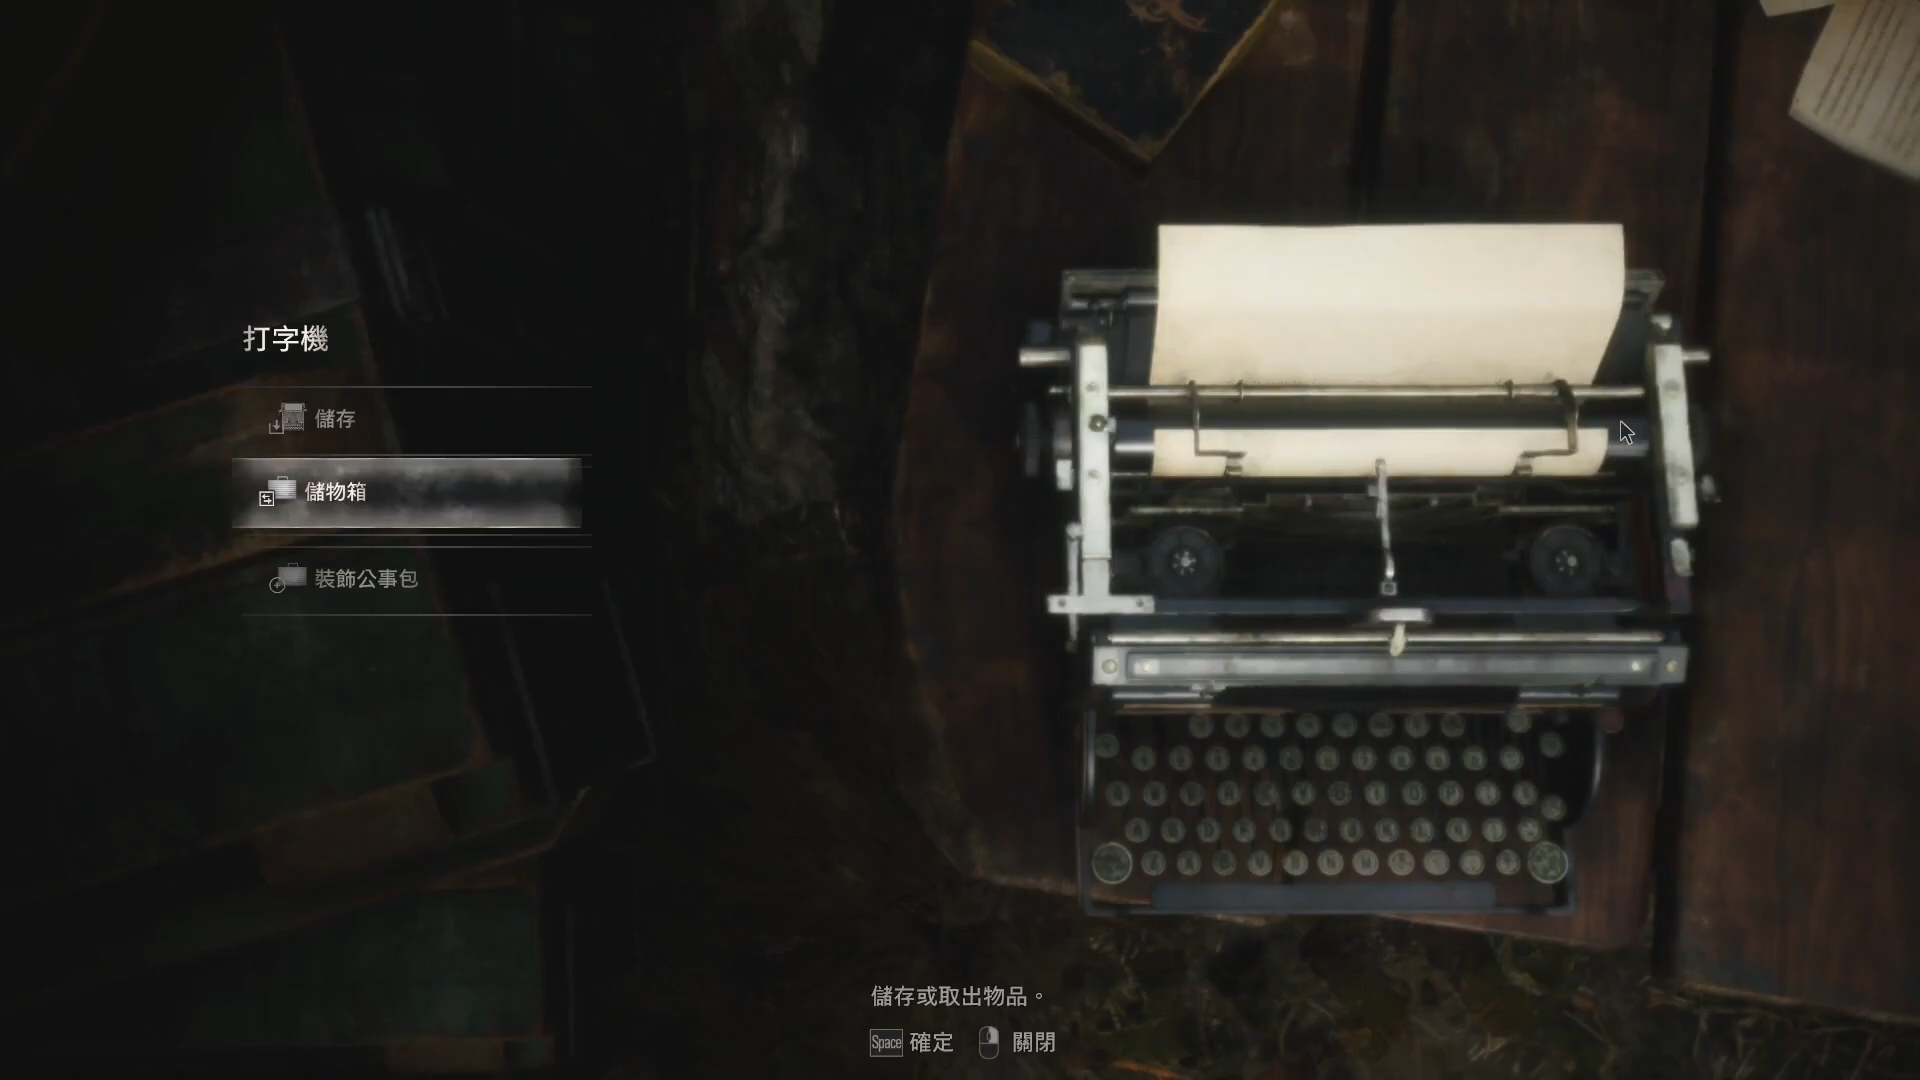 打字機
儲存
儲物箱
裝飾公事包
儲存或取出物品。
Space 確定 關閉